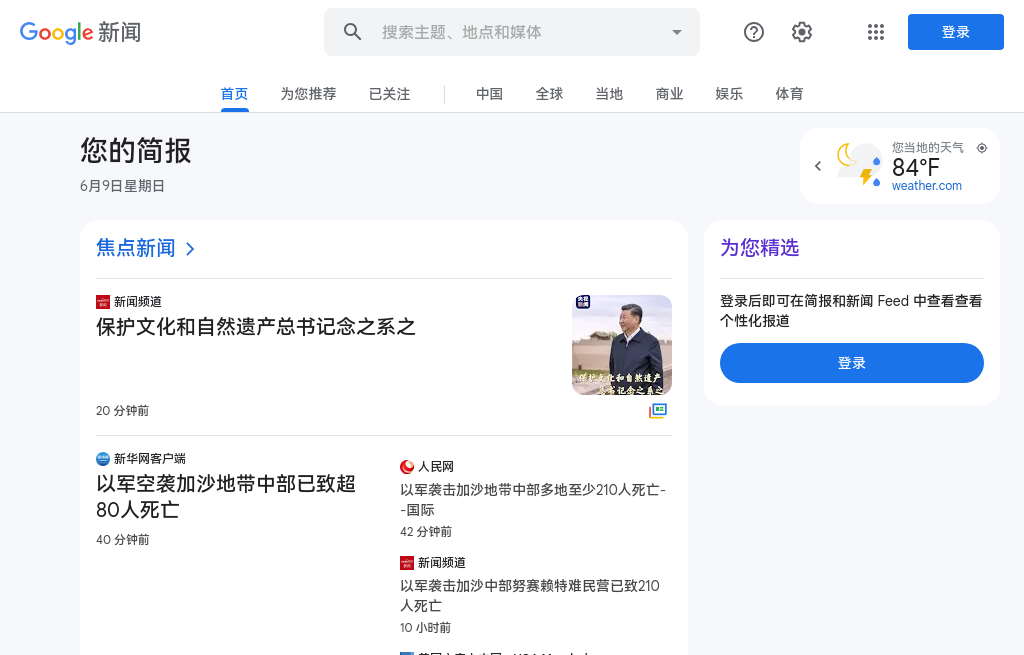 Google 新闻
搜索主题、地点和媒体
登录
首页
为您推荐
已关注
中国
全球
当地
商业
娱乐
体育
您的简报
6月9日星期日
您当地的天气
84°F
weather.com
焦点新闻
新闻频道
保护文化和自然遗产总书记念之系之
保护文化和自然遗产
总书记念之系之
20 分钟前
新华网客户端
以军空袭加沙地带中部已致超
80人死亡
40 分钟前
人民网
以军袭击加沙地带中部多地至少210人死亡-
-国际
42 分钟前
新闻频道
以军袭击加沙中部努赛赖特难民营已致210
人死亡
10 小时前
为您精选
登录后即可在简报和新闻 Feed 中查看查看
个性化报道
登录